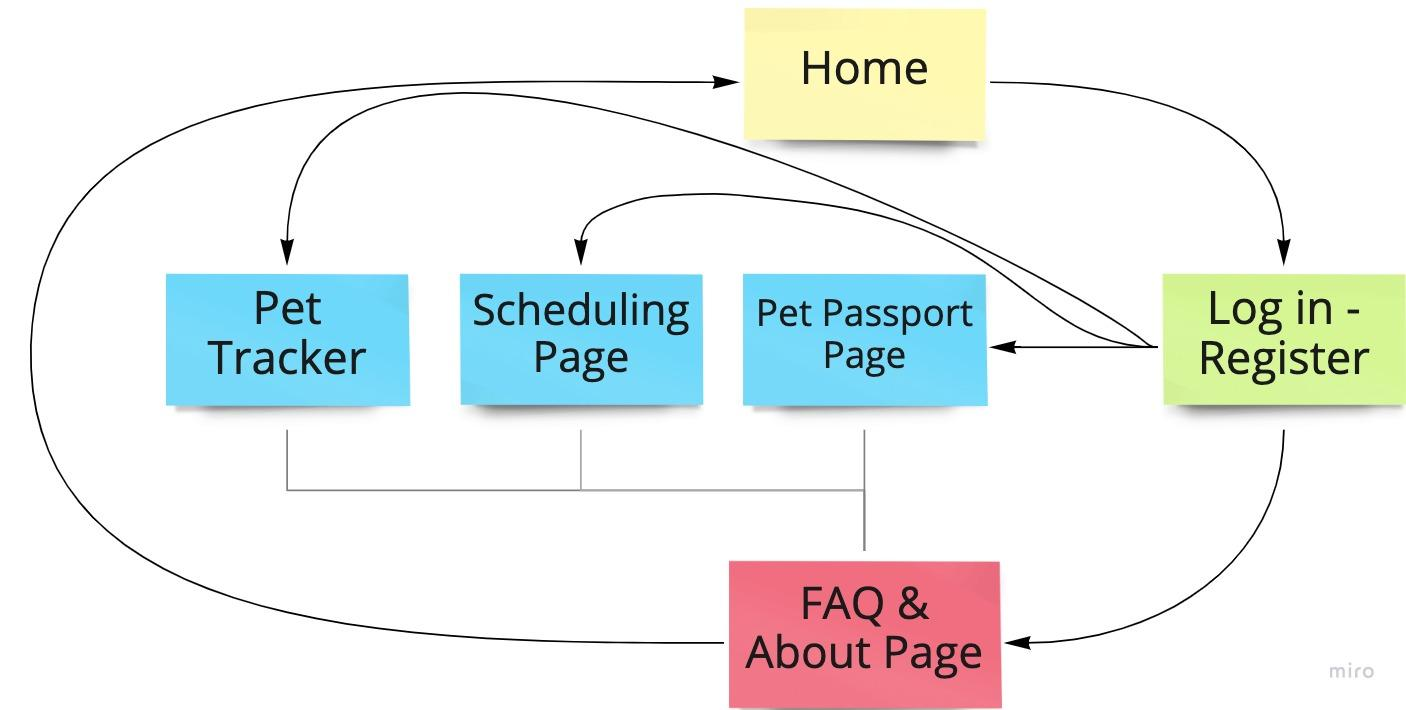 Home
Pet
Tracker
Scheduling
Page
Pet Passport
Page
Log in -
Register
FAQ &
About Page
miro